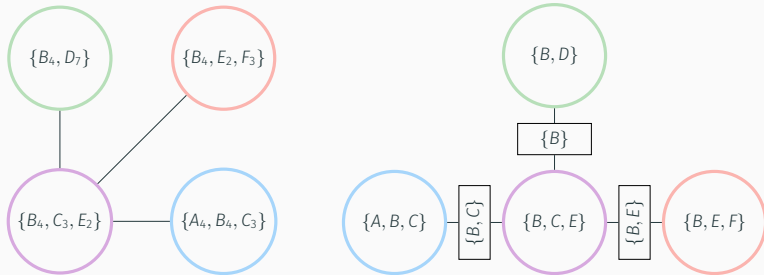 {B₄, D₇}
{B₄, E₂, F₃}
{B₄, C₃, E₂}
{A₄, B₄, C₃}
{B, D}
{B}
{A, B, C}
{B, C}
{B, C, E}
{B, E}
{B, E, F}